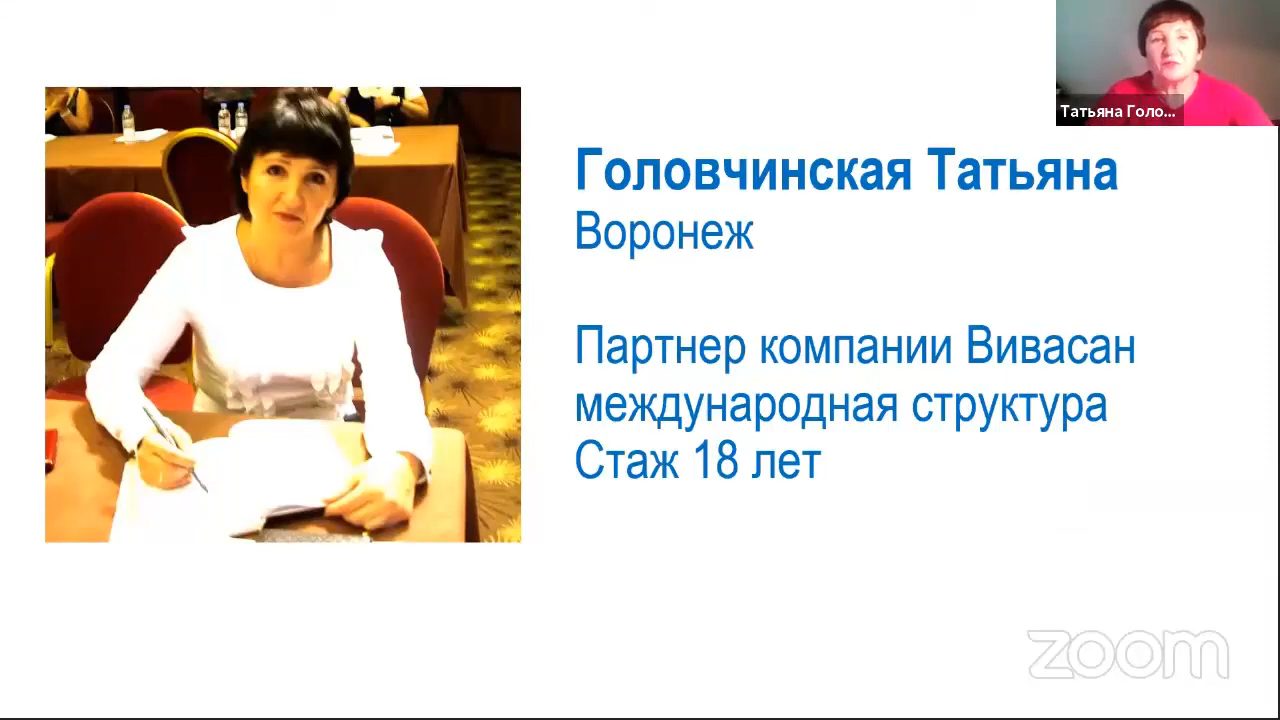 Татьяна Голо...
Головчинская Татьяна
Воронеж
Партнер компании Вивасан
международная структура
Стаж 18 лет
zoom